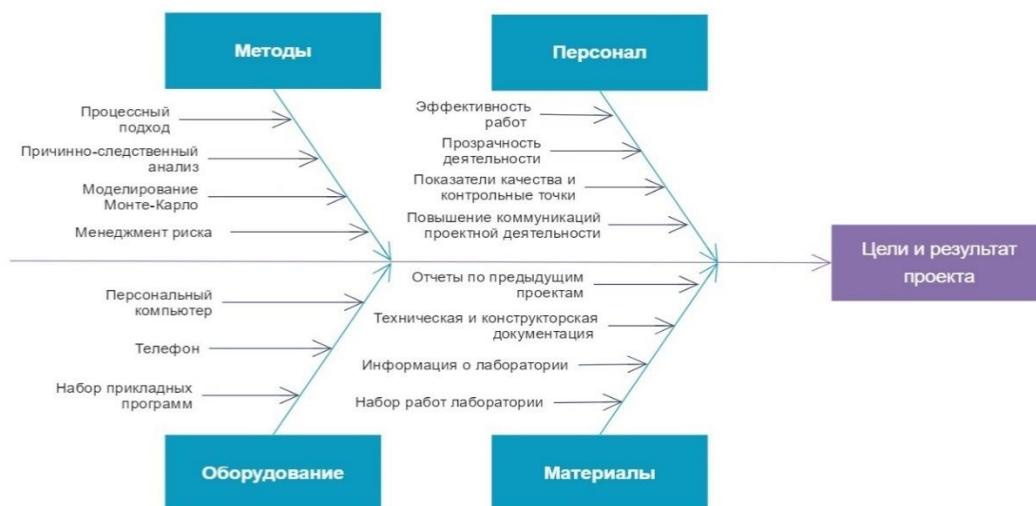 Методы
Персонал
Процессный
подход
Причинно-следственный
анализ
Моделирование
Монте-Карло
Менеджмент риска
Эффективность
работ
Прозрачность
деятельности
Показатели качества и
контрольные точки
Повышение коммуникаций
проектной деятельности
Цели и результат
проекта
Персональный
компьютер
Телефон
Набор прикладных
программ
Отчеты по предыдущим
проектам
Техническая и конструкторская
документация
Информация о лаборатории
Набор работ лаборатории
Оборудование
Материалы